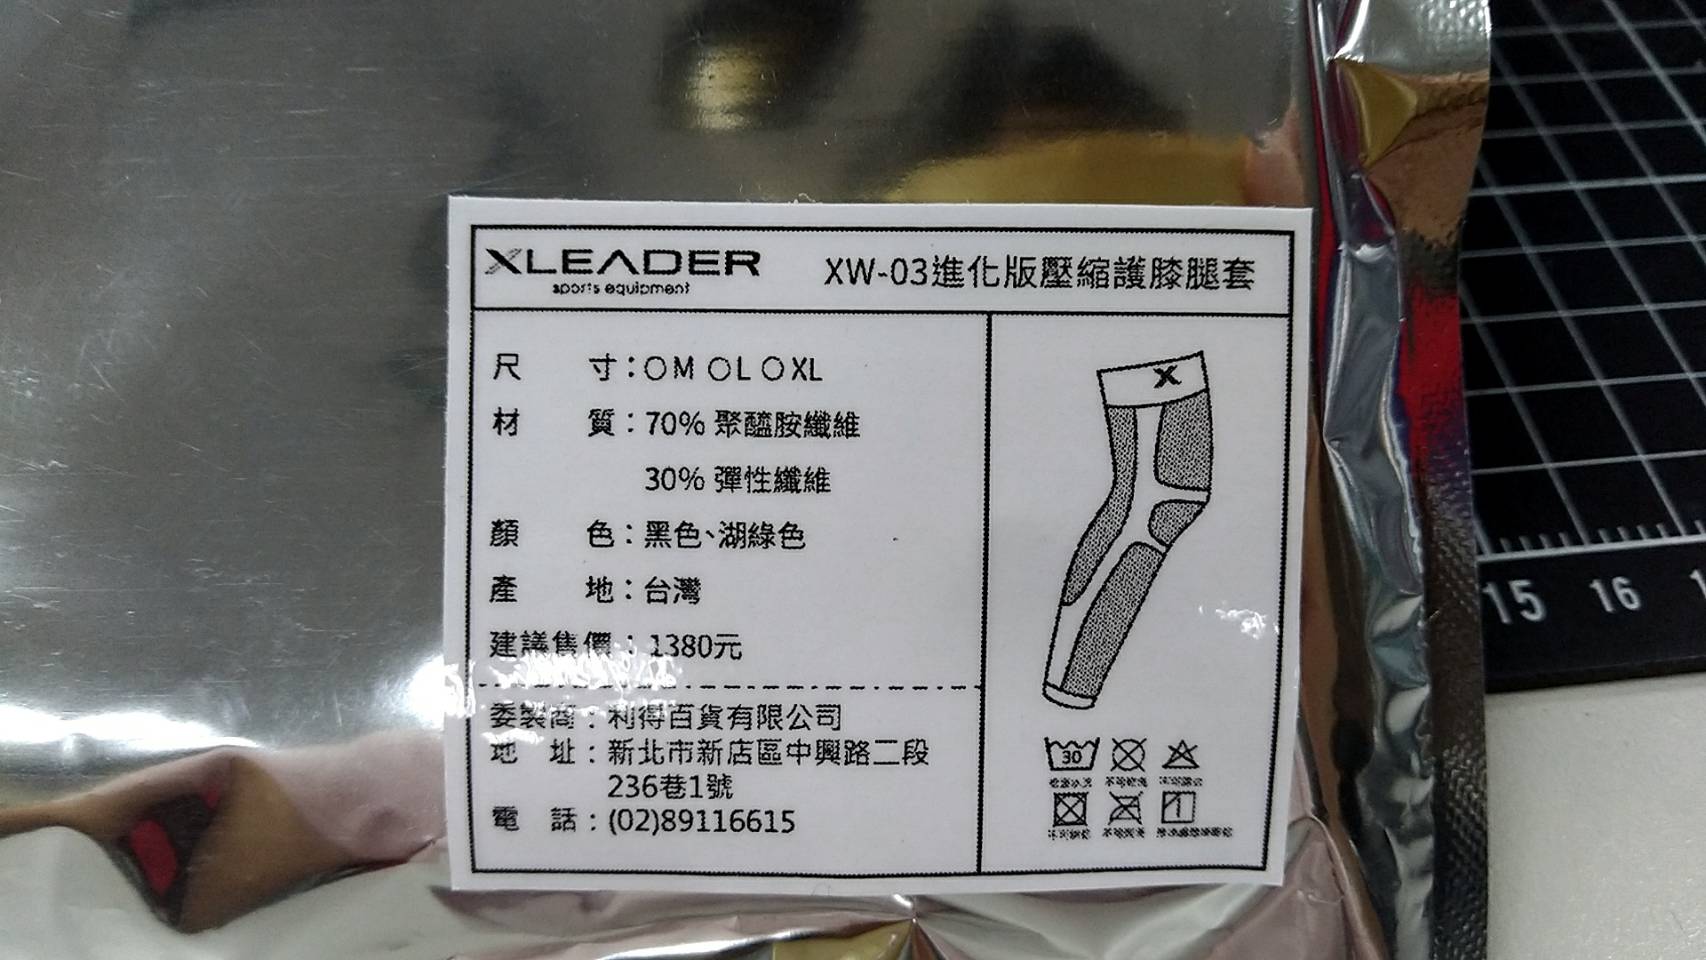 XLEADER
sports equipment
XW-03進化版壓縮護膝腿套
尺 寸：○M ○L ○XL
材 質：70% 聚醯胺纖維
30% 彈性纖維
顏 色：黑色、湖綠色
產 地：台灣
建議售價：1380元
委製商：利得百貨有限公司
地 址：新北市新店區中興路二段
236巷1號
電 話：(02)89116615
X
30
15 16